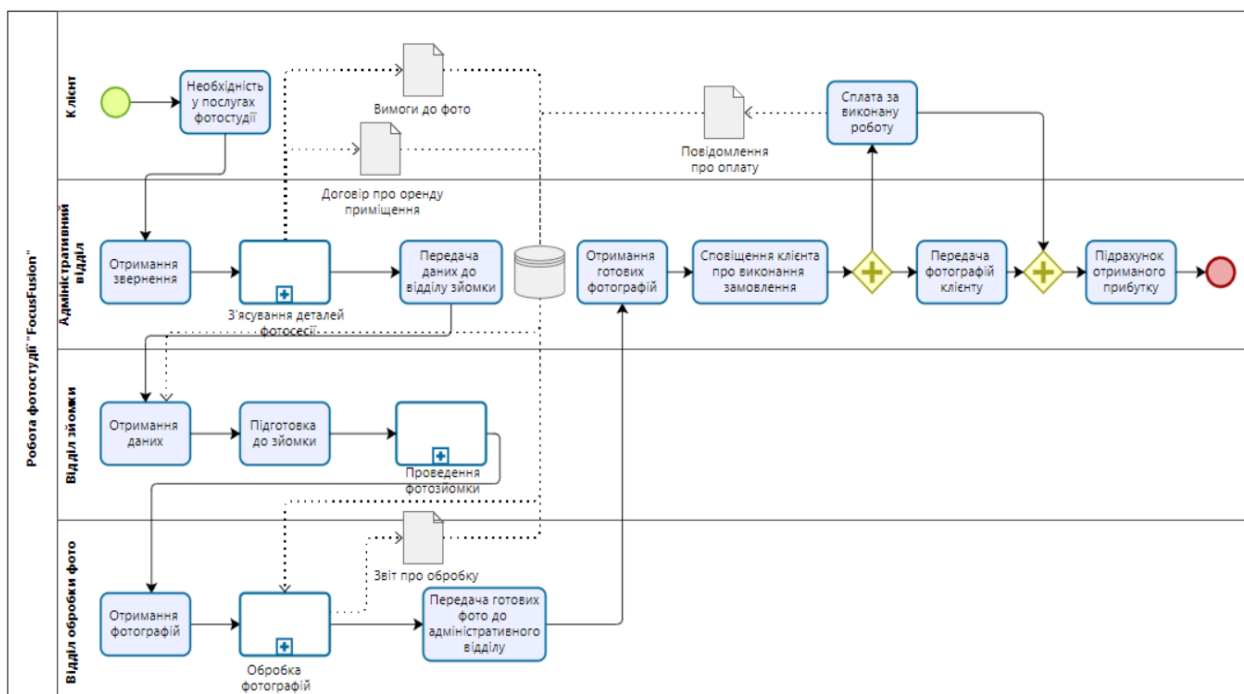 Робота фотостудії "FocusFusion"
Клієнт
Необхідність
у послугах
фотостудії
Вимоги до фото
Договір про оренду
приміщення
Повідомлення
про оплату
Сплата за
виконану
роботу
Адміністративний
відділ
Отримання
звернення
З'ясування деталей
фотосесії
Передача
даних до
відділу зйомки
Отримання
готових
фотографій
Сповіщення клієнта
про виконання
замовлення
Передача
фотографій
клієнту
Підрахунок
отриманого
прибутку
Відділ зйомки
Отримання
даних
Підготовка
до зйомки
Проведення
фотозйомки
Відділ обробки фото
Отримання
фотографій
Обробка
фотографій
Звіт про обробку
Передача готових
фото до
адміністративного
відділу